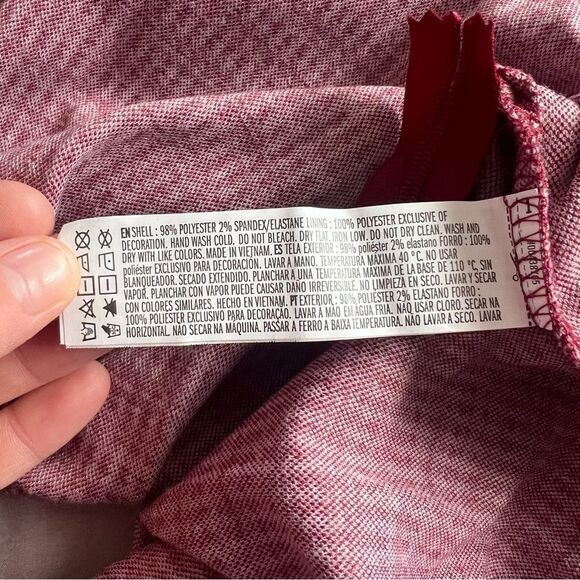 EN SHELL : 98% POLYESTER 2% SPANDEX/ELASTANE LINING : 100% POLYESTER EXCLUSIVE OF
DECORATION. HAND WASH COLD. DO NOT BLEACH. DRY FLAT. IRON LOW. DO NOT DRY CLEAN. WASH AND
DRY WITH LIKE COLORS. MADE IN VIETNAM. ES TELA EXTERIOR : 98% poliéster 2% elastano FORRO : 100%
poliéster EXCLUSIVO PARA DECORACIÓN. LAVAR A MANO. TEMPERATURA MÁXIMA 40 °C. NO USAR
BLANQUEADOR. SECADO EXTENDIDO. PLANCHAR A UNA TEMPERATURA MÁXIMA DE LA BASE DE 110 °C, SIN
VAPOR. PLANCHAR CON VAPOR PUEDE CAUSAR DAÑO IRREVERSIBLE. NO LIMPIEZA EN SECO. LAVAR Y SECAR
CON COLORES SIMILARES. HECHO EN VIETNAM. PT EXTERIOR : 98% POLIÉSTER 2% ELASTANO FORRO :
100% POLIÉSTER EXCLUSIVO PARA DECORAÇÃO. LAVAR A MÃO EM AGUA FRIA. NÃO USAR CLORO. SECAR NA
HORIZONTAL. NÃO SECAR NA MÁQUINA. PASSAR A FERRO A BAIXA TEMPERATURA. NÃO LAVAR A SECO. LAVAR